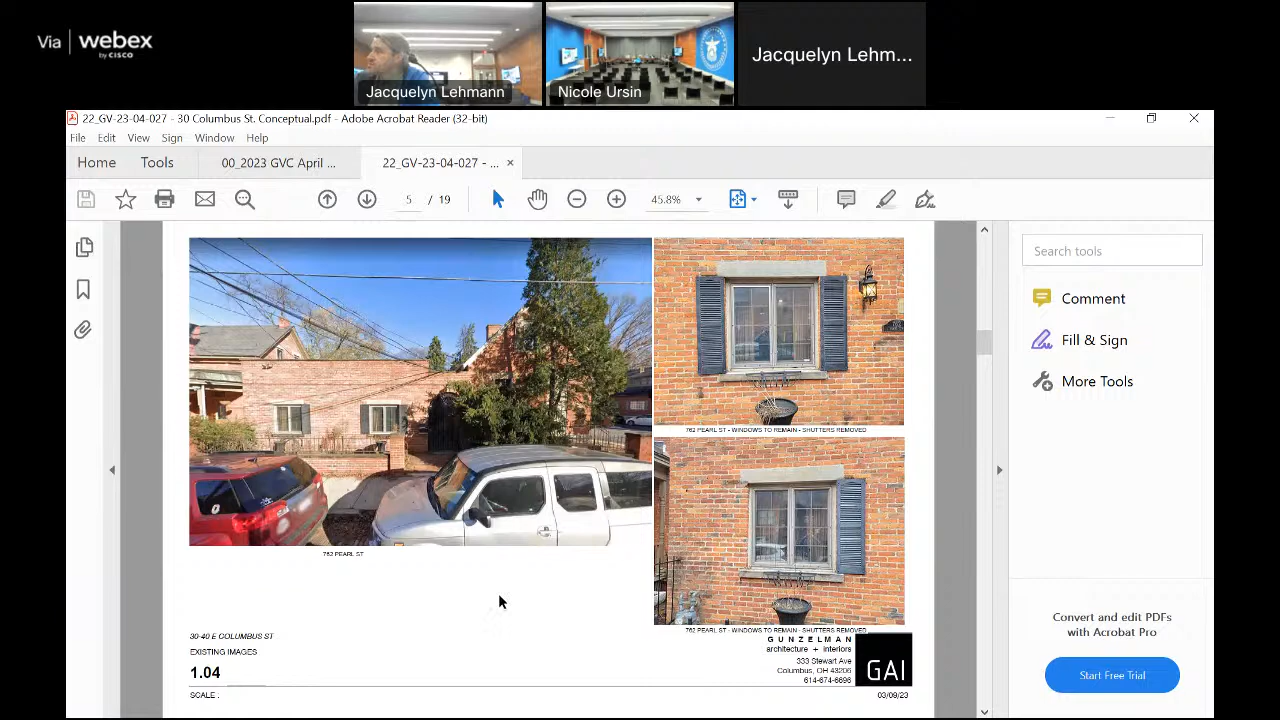 Via | webex
by CISCO
Jacquelyn Lehmann
Nicole Ursin
Jacquelyn Lehm...
22_GV-23-04-027 - 30 Columbus St. Conceptual.pdf - Adobe Acrobat Reader (32-bit)
File Edit View Sign Window Help
Home Tools 00_2023 GVC April ... 22_GV-23-04-027 - ... ×
5 / 19 45.8%
Search tools
Comment
Fill & Sign
More Tools
762 PEARL ST - WINDOWS TO REMAIN - SHUTTERS REMOVED
762 PEARL ST
762 PEARL ST - WINDOWS TO REMAIN - SHUTTERS REMOVED
30-40 E COLUMBUS ST
EXISTING IMAGES
1.04
SCALE :
GUNZELMAN
architecture + interiors
333 Stewart Ave
Columbus, OH 43206
614-674-6696
GAI
03/09/23
Convert and edit PDFs
with Acrobat Pro
Start Free Trial